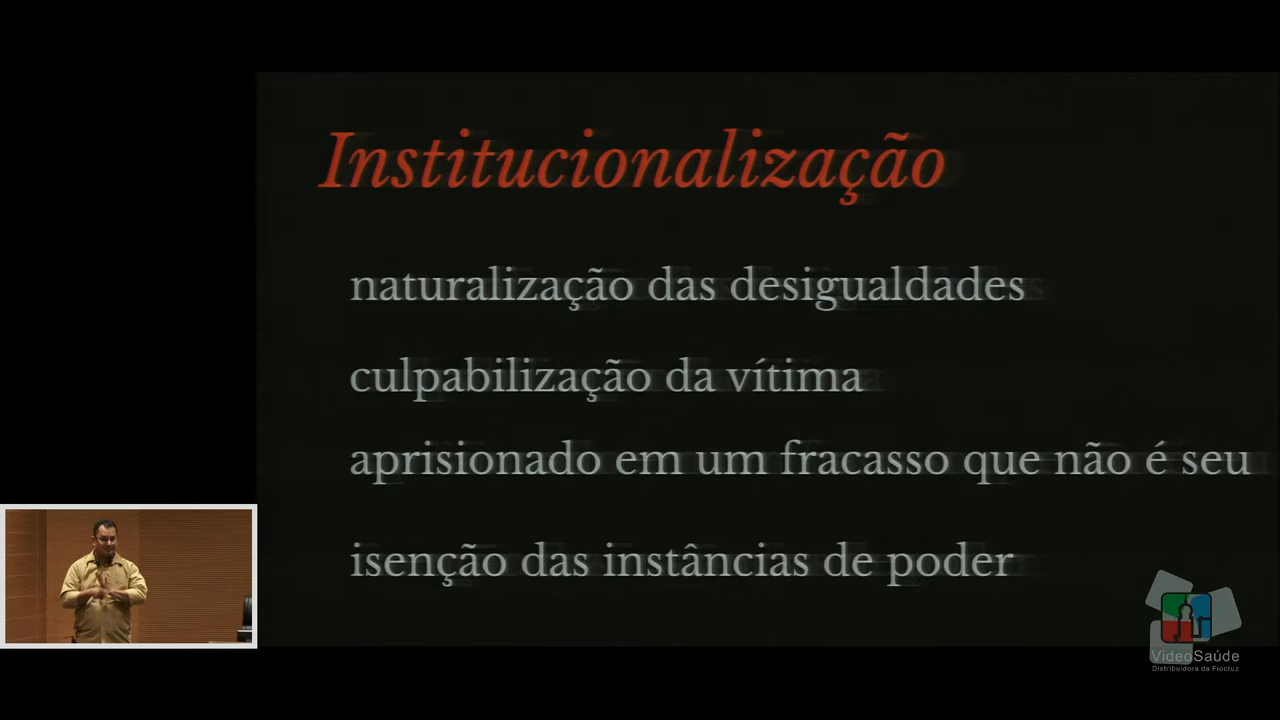 Institucionalização
naturalização das desigualdades
culpabilização da vítima
aprisionado em um fracasso que não é seu
isenção das instâncias de poder
VideoSaúde
Distribuidora da Fiocruz